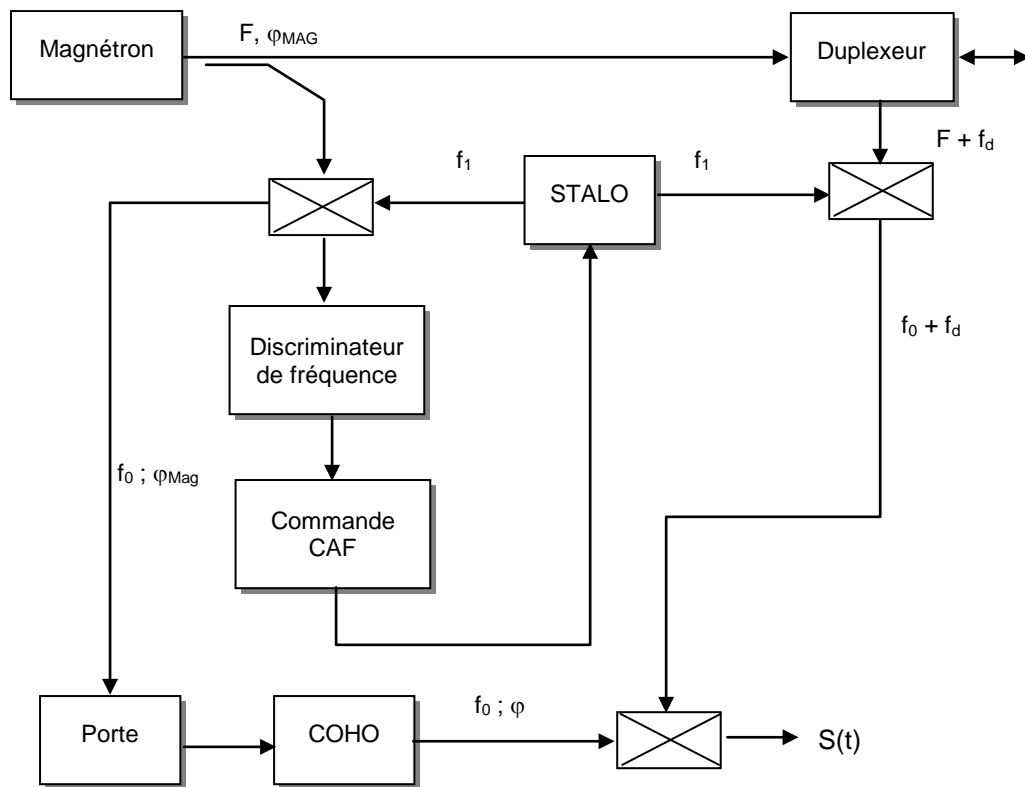 Magnétron
F, φMAG
Duplexeur
F + fd
f1
STALO
f1
Discriminateur
de fréquence
f0 + fd
f0 ; φMag
Commande
CAF
Porte
COHO
f0 ; φ
S(t)